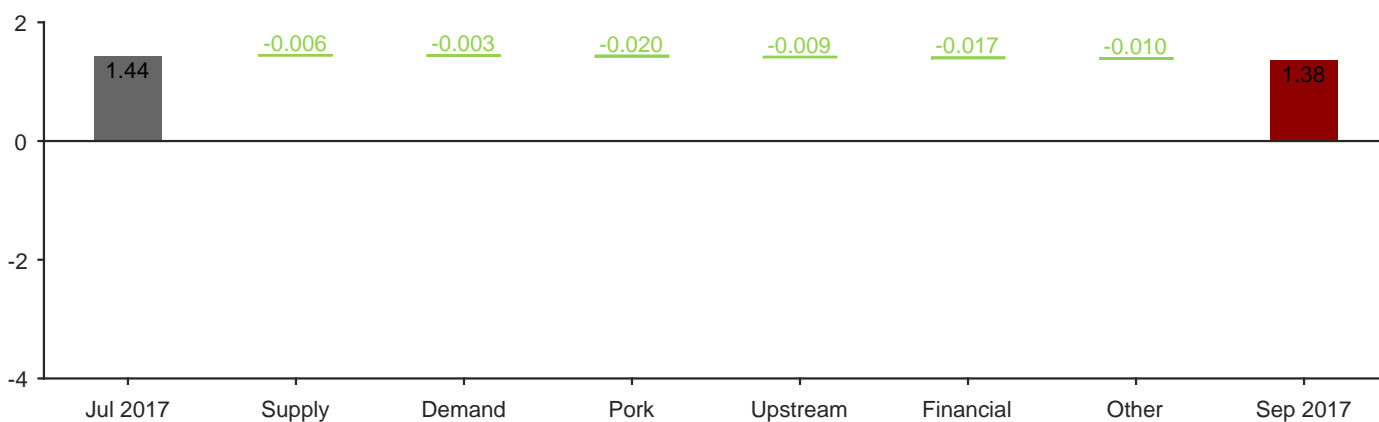 2
0
-2
-4
1.44
-0.006
-0.003
-0.020
-0.009
-0.017
-0.010
1.38
Jul 2017
Supply
Demand
Pork
Upstream
Financial
Other
Sep 2017